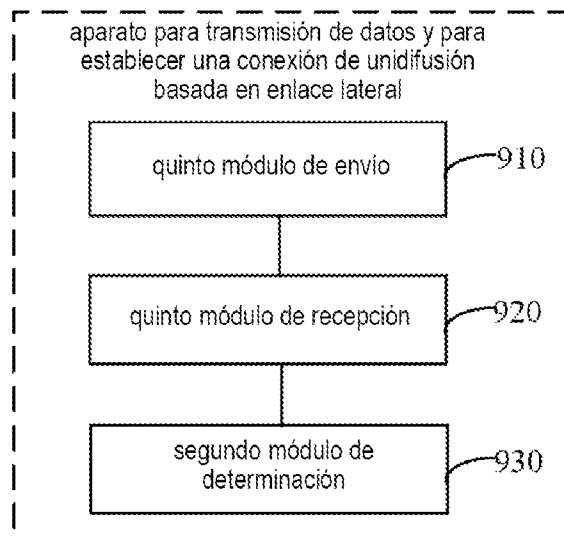 aparato para transmisión de datos y para
establecer una conexión de unidifusión
basada en enlace lateral
quinto módulo de envío
910
quinto módulo de recepción
920
segundo módulo de
determinación
930